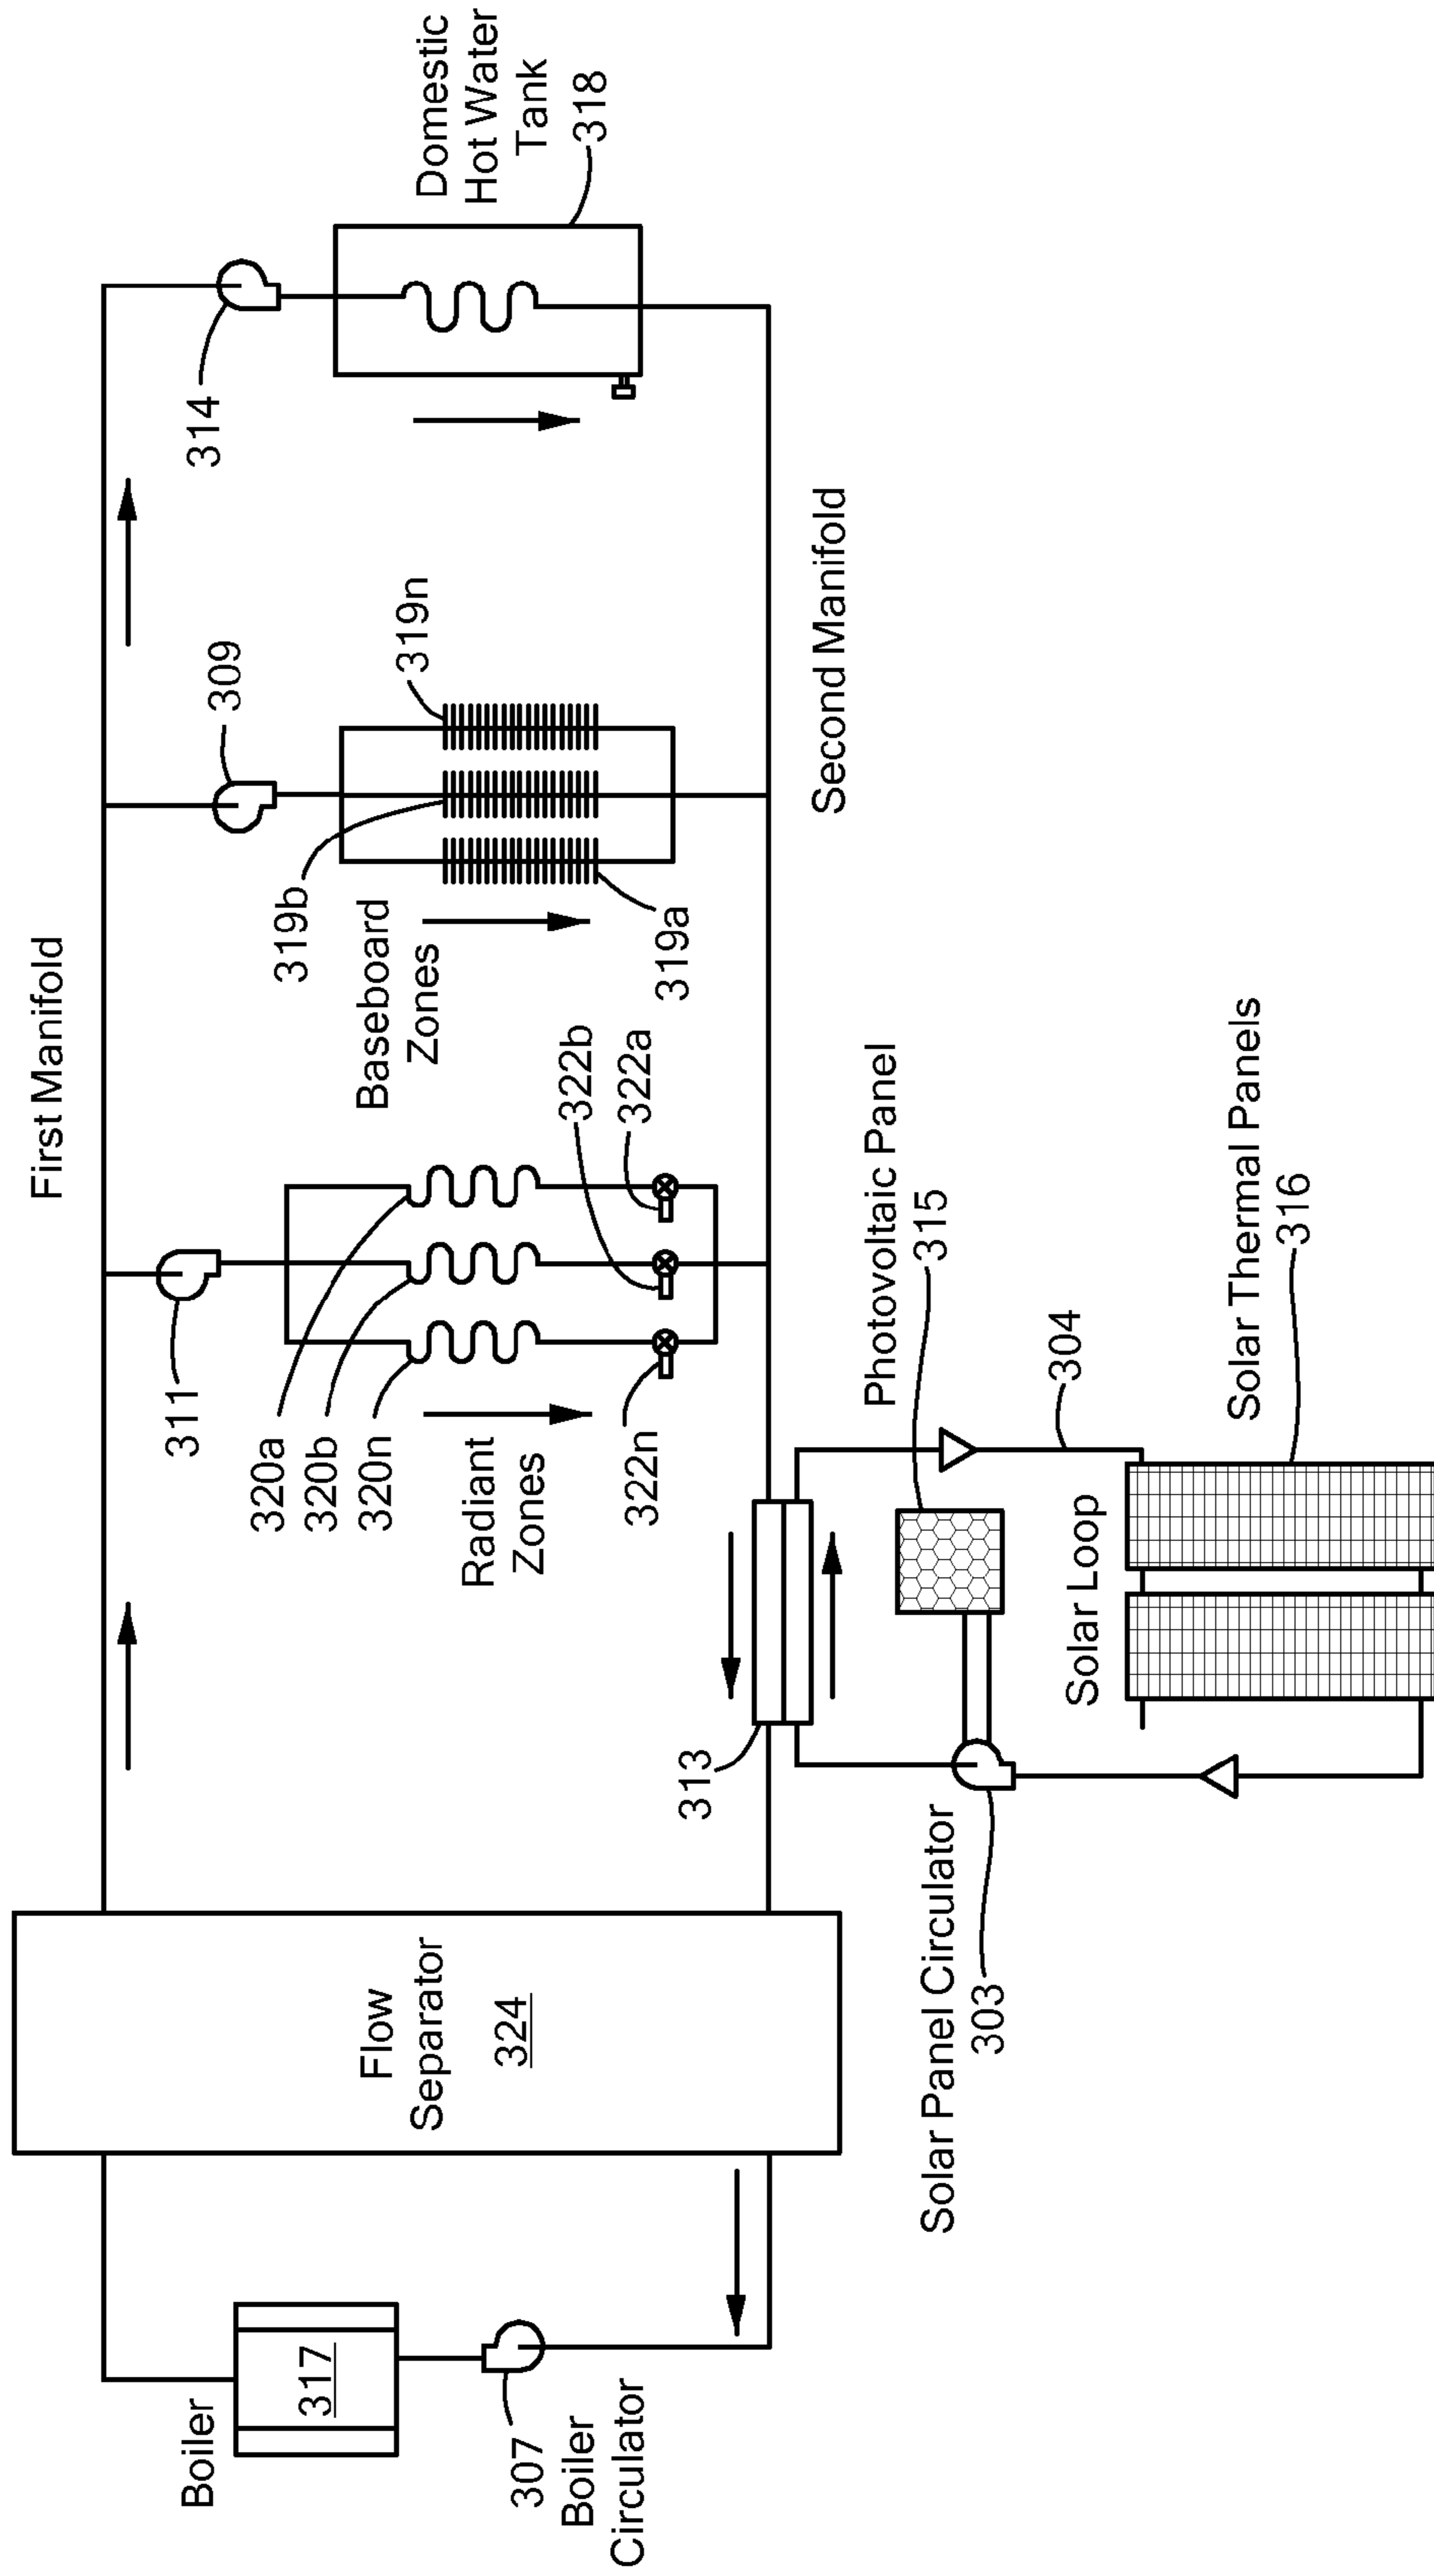 First Manifold
Boiler
317
307
Boiler
Circulator
Flow
Separator
324
311
320a
320b
320n
Radiant
Zones
322n
322b
322a
309
319b
319n
Baseboard
Zones
319a
314
Domestic
Hot Water
Tank
318
Second Manifold
313
Solar Panel Circulator
303
Photovoltaic Panel
315
304
Solar Loop
Solar Thermal Panels
316